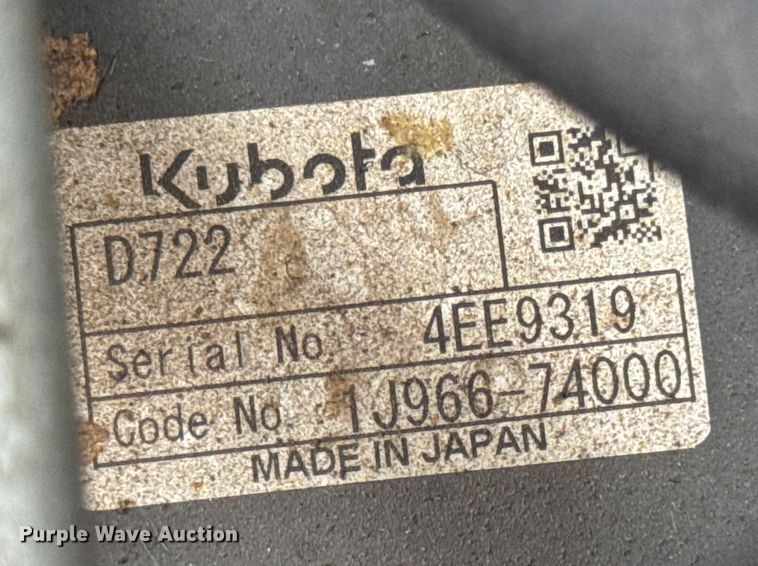 Kubota
D722
Serial No. 4EE9319
Code No. 1J966-74000
MADE IN JAPAN
Purple Wave Auction